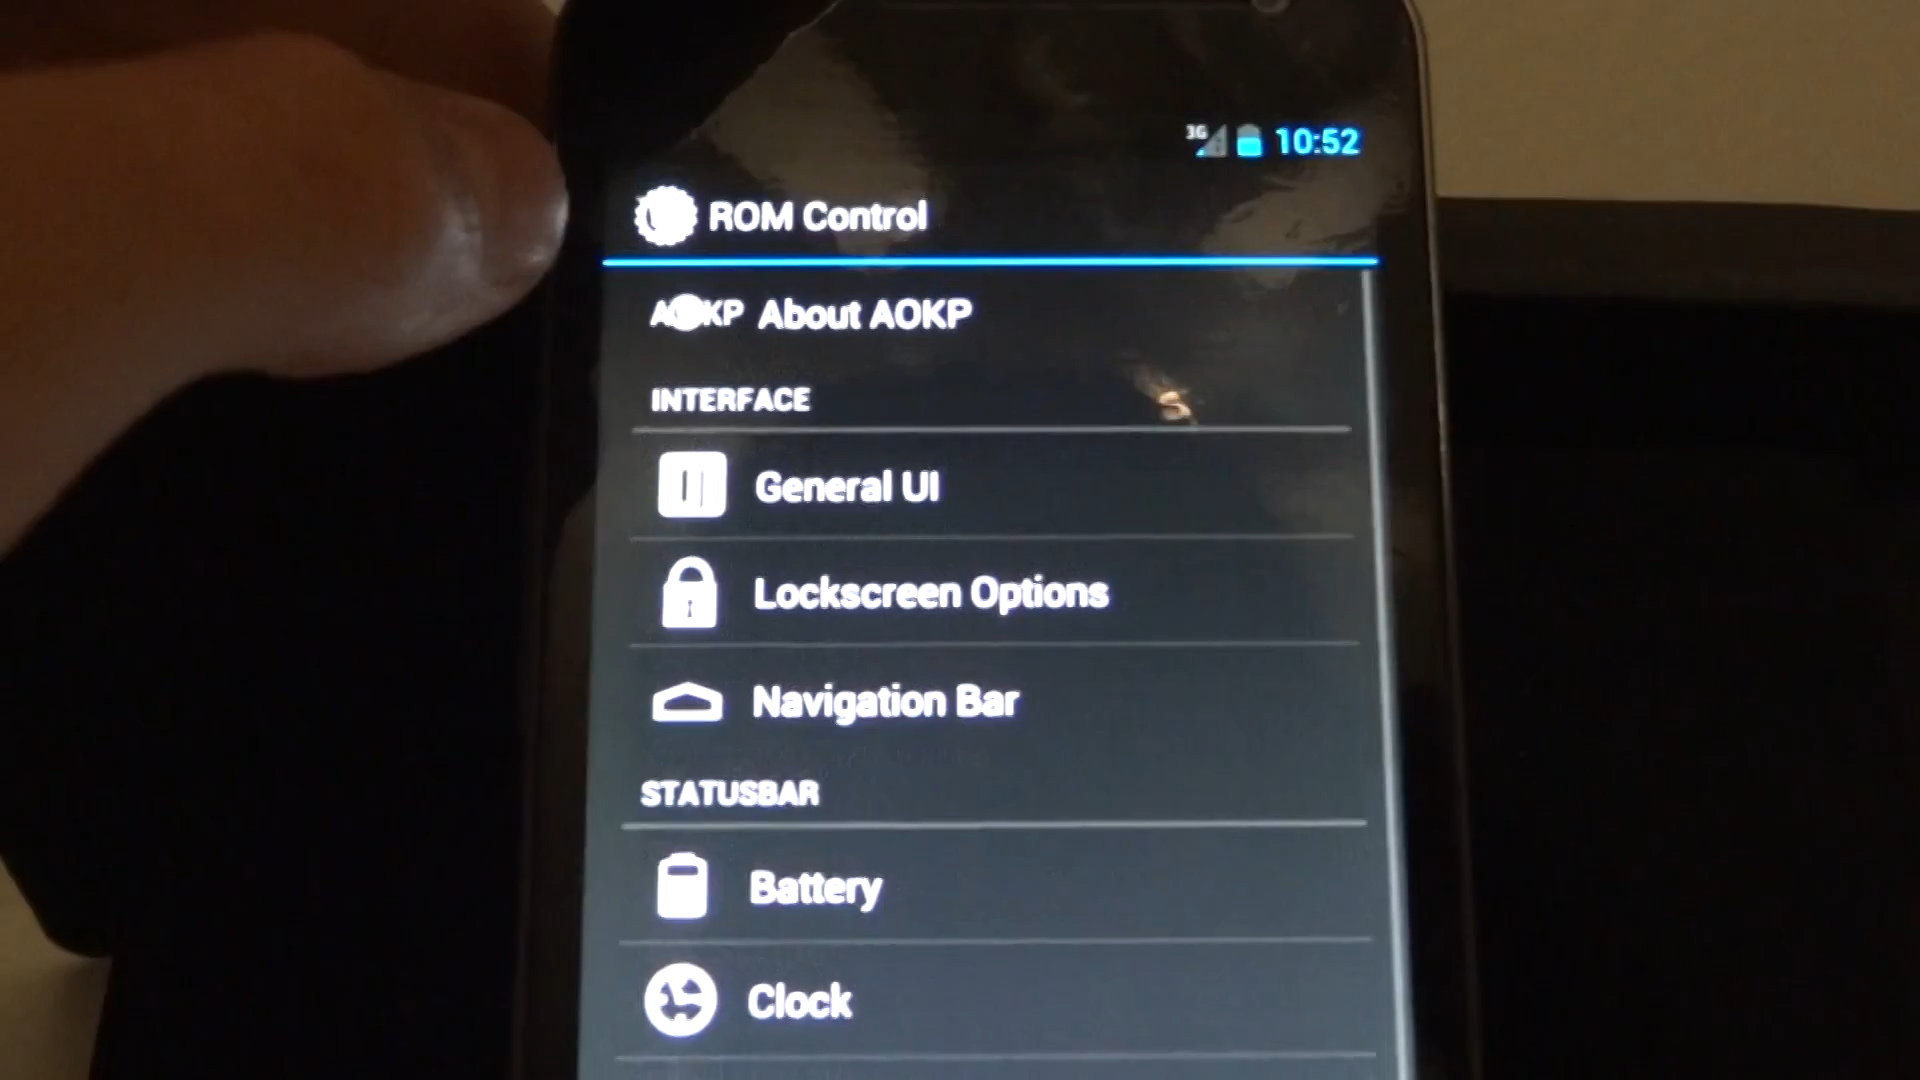 3G 10:52
ROM Control
AOKP About AOKP
INTERFACE
General UI
Lockscreen Options
Navigation Bar
STATUSBAR
Battery
Clock